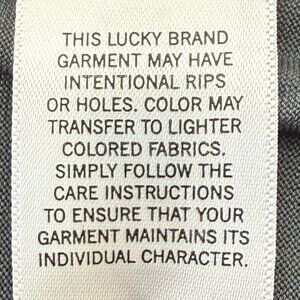 THIS LUCKY BRAND
GARMENT MAY HAVE
INTENTIONAL RIPS
OR HOLES. COLOR MAY
TRANSFER TO LIGHTER
COLORED FABRICS.
SIMPLY FOLLOW THE
CARE INSTRUCTIONS
TO ENSURE THAT YOUR
GARMENT MAINTAINS ITS
INDIVIDUAL CHARACTER.